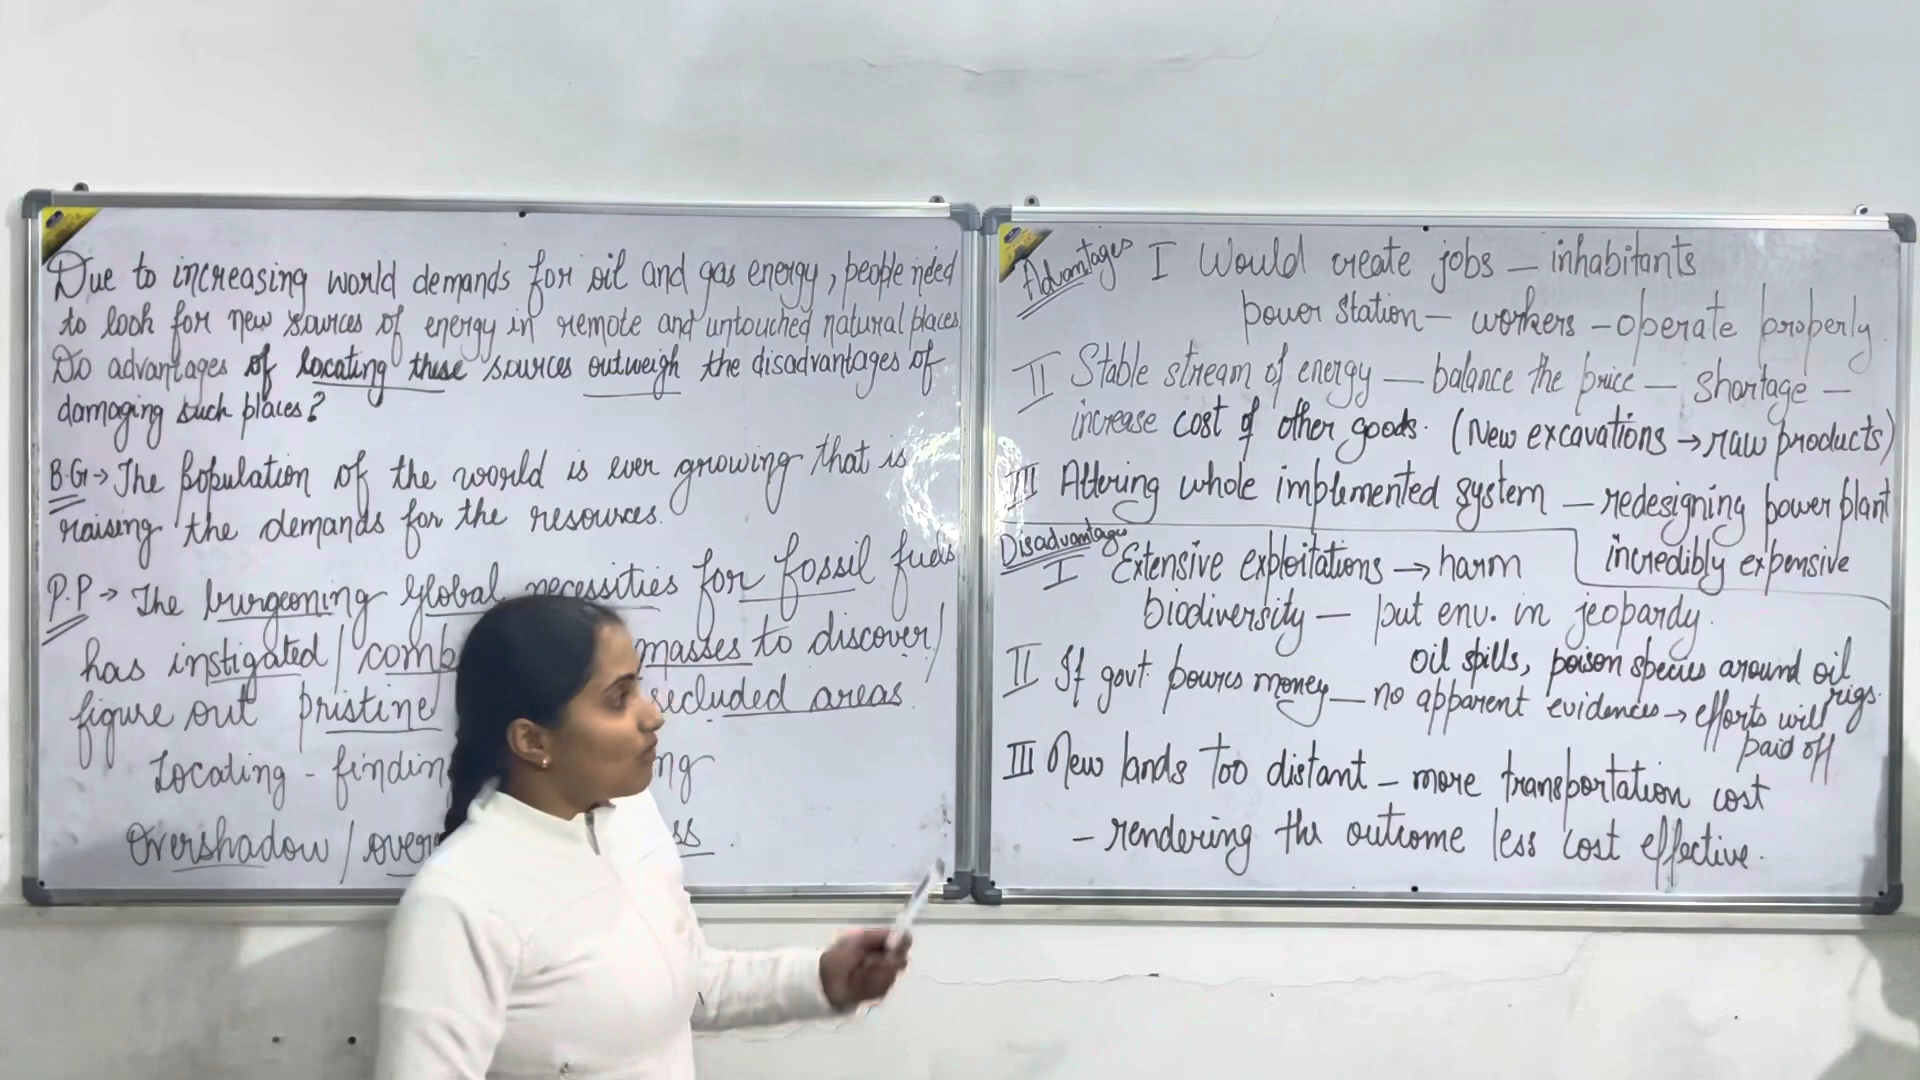 Due to increasing world demands for oil and gas energy, people need
to look for new sources of energy in remote and untouched natural places.
Do advantages of locating these sources outweigh the disadvantages of
damaging such places?
B.G → The population of the world is ever growing that is
raising the demands for the resources.
P.P → The burgeoning global necessities for fossil fuels
has instigated / masses to discover /
figure out pristine secluded areas.
Locating -
Overshadow /
Advantages I Would create jobs — inhabitants
power station — workers — operate properly.
II Stable stream of energy — balance the price — shortage —
increase cost of other goods. (New excavations → raw products)
III Altering whole implemented system — redesigning power plant
incredibly expensive
Disadvantages
I Extensive exploitations → harm
biodiversity — put env. in jeopardy.
oil spills, poison species around oil rigs.
II If govt. poures money — no apparent evidences → efforts will
paid off
III New lands too distant — more transportation cost
— rendering the outcome less cost effective.